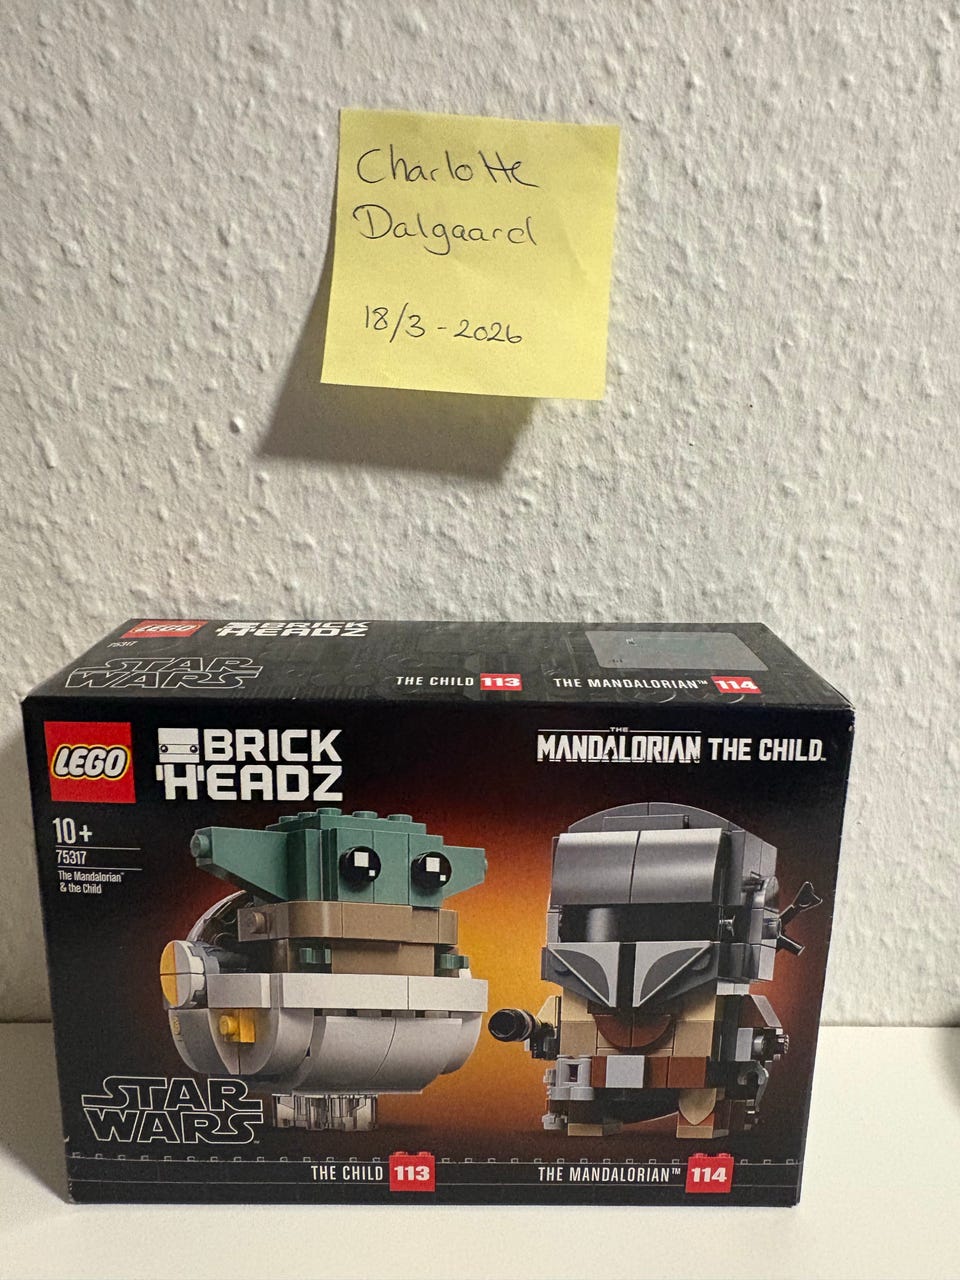 Charlotte
Dalgaard
18/3-2026
LEGO
BRICK
HEADZ
75317
STAR
WARS
THE CHILD 113
THE MANDALORIAN™ 114
LEGO
BRICK
HEADZ
THE
MANDALORIAN THE CHILD™
10+
75317
The Mandalorian™
& the Child
STAR
WARS
THE CHILD 113
THE MANDALORIAN™ 114